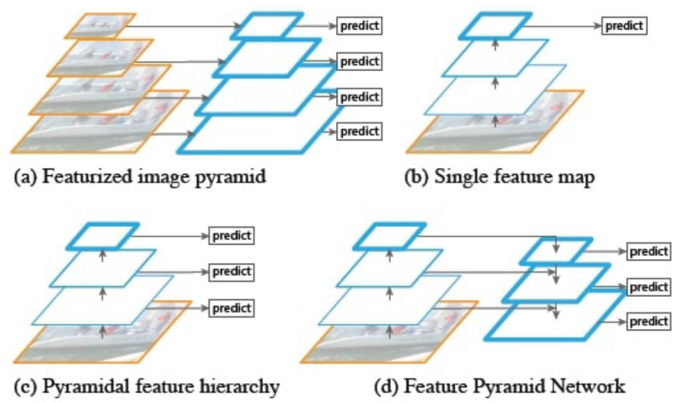 predict
predict
predict
predict
predict
(a) Featurized image pyramid
(b) Single feature map
predict
predict
predict
predict
predict
predict
(c) Pyramidal feature hierarchy
(d) Feature Pyramid Network